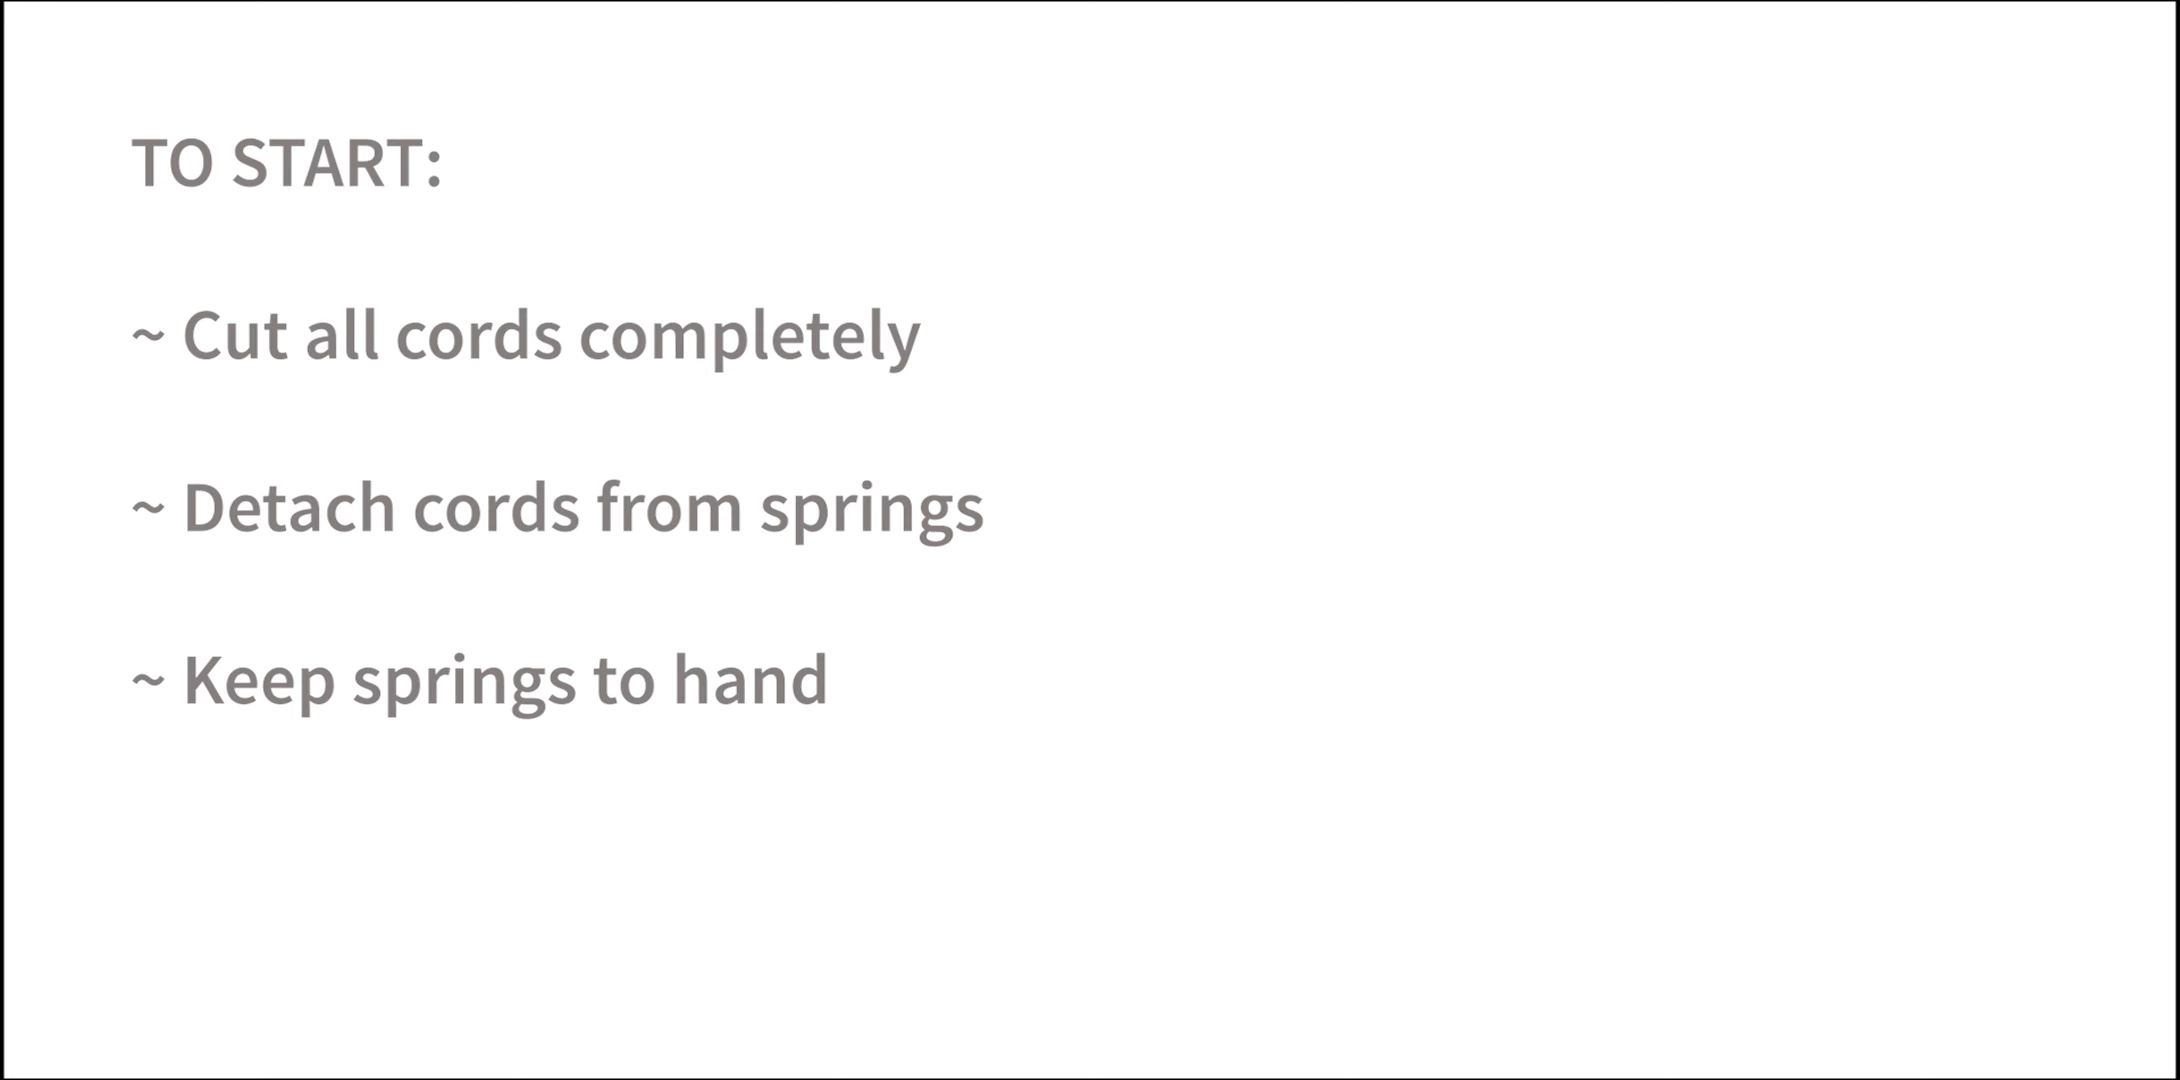 TO START:
~ Cut all cords completely
~ Detach cords from springs
~ Keep springs to hand